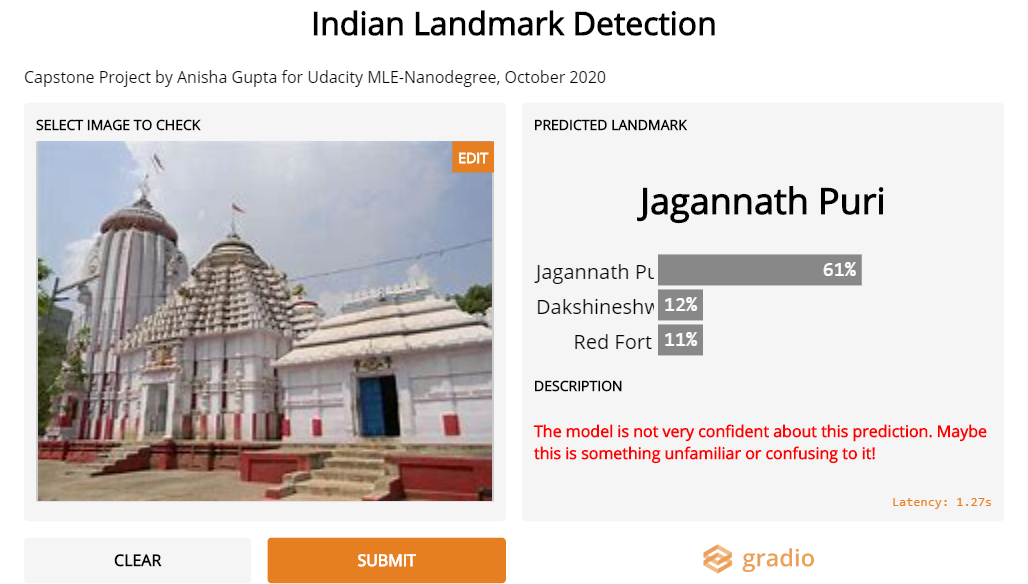 Indian Landmark Detection
Capstone Project by Anisha Gupta for Udacity MLE-Nanodegree, October 2020
SELECT IMAGE TO CHECK
EDIT
CLEAR
SUBMIT
PREDICTED LANDMARK
Jagannath Puri
Jagannath Pu 61%
Dakshineshw 12%
Red Fort 11%
DESCRIPTION
The model is not very confident about this prediction. Maybe
this is something unfamiliar or confusing to it!
Latency: 1.27s
gradio